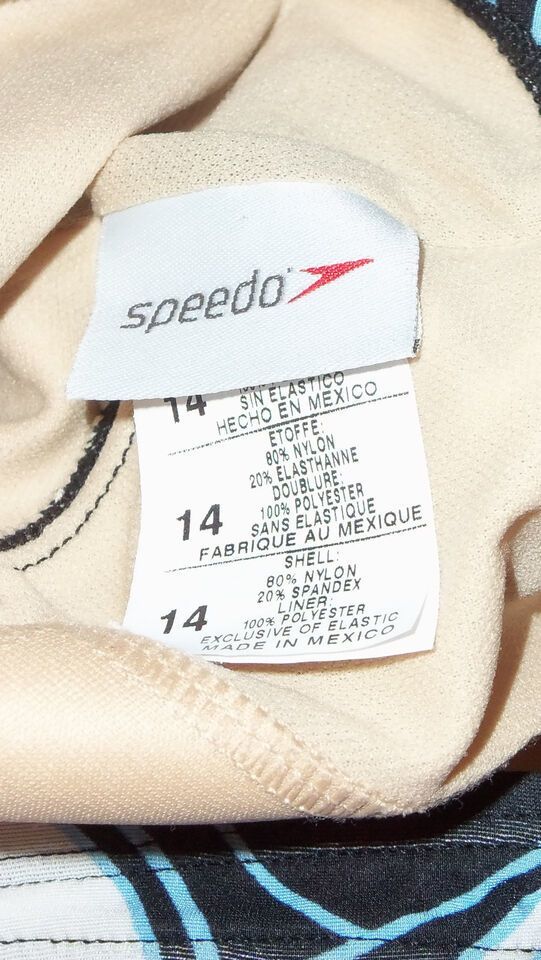 speedo
14
SIN ELASTICO
HECHO EN MEXICO
ETOFFE:
80% NYLON
20% ELASTHANNE
DOUBLURE:
100% POLYESTER
14
SANS ELASTIQUE
FABRIQUE AU MEXIQUE
SHELL:
80% NYLON
20% SPANDEX
LINER:
14
100% POLYESTER
EXCLUSIVE OF ELASTIC
MADE IN MEXICO